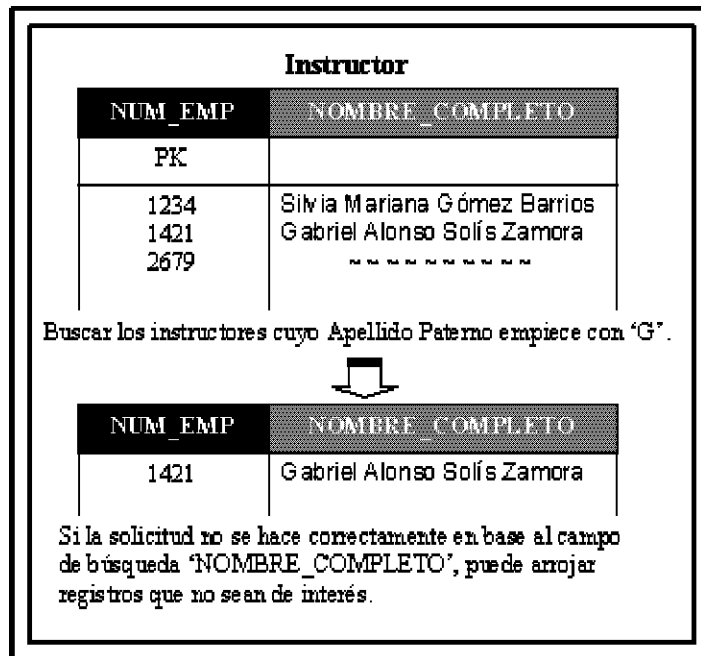 Instructor
NUM_EMP NOMBRE_COMPLETO
PK
1234 Silvia Mariana Gómez Barrios
1421 Gabriel Alonso Solís Zamora
2679 ~ ~ ~ ~ ~ ~ ~ ~ ~ ~
Buscar los instructores cuyo Apellido Paterno empiece con ‘G’.
NUM_EMP NOMBRE_COMPLETO
1421 Gabriel Alonso Solís Zamora
Si la solicitud no se hace correctamente en base al campo
de búsqueda ‘NOMBRE_COMPLETO’, puede arrojar
registros que no sean de interés.